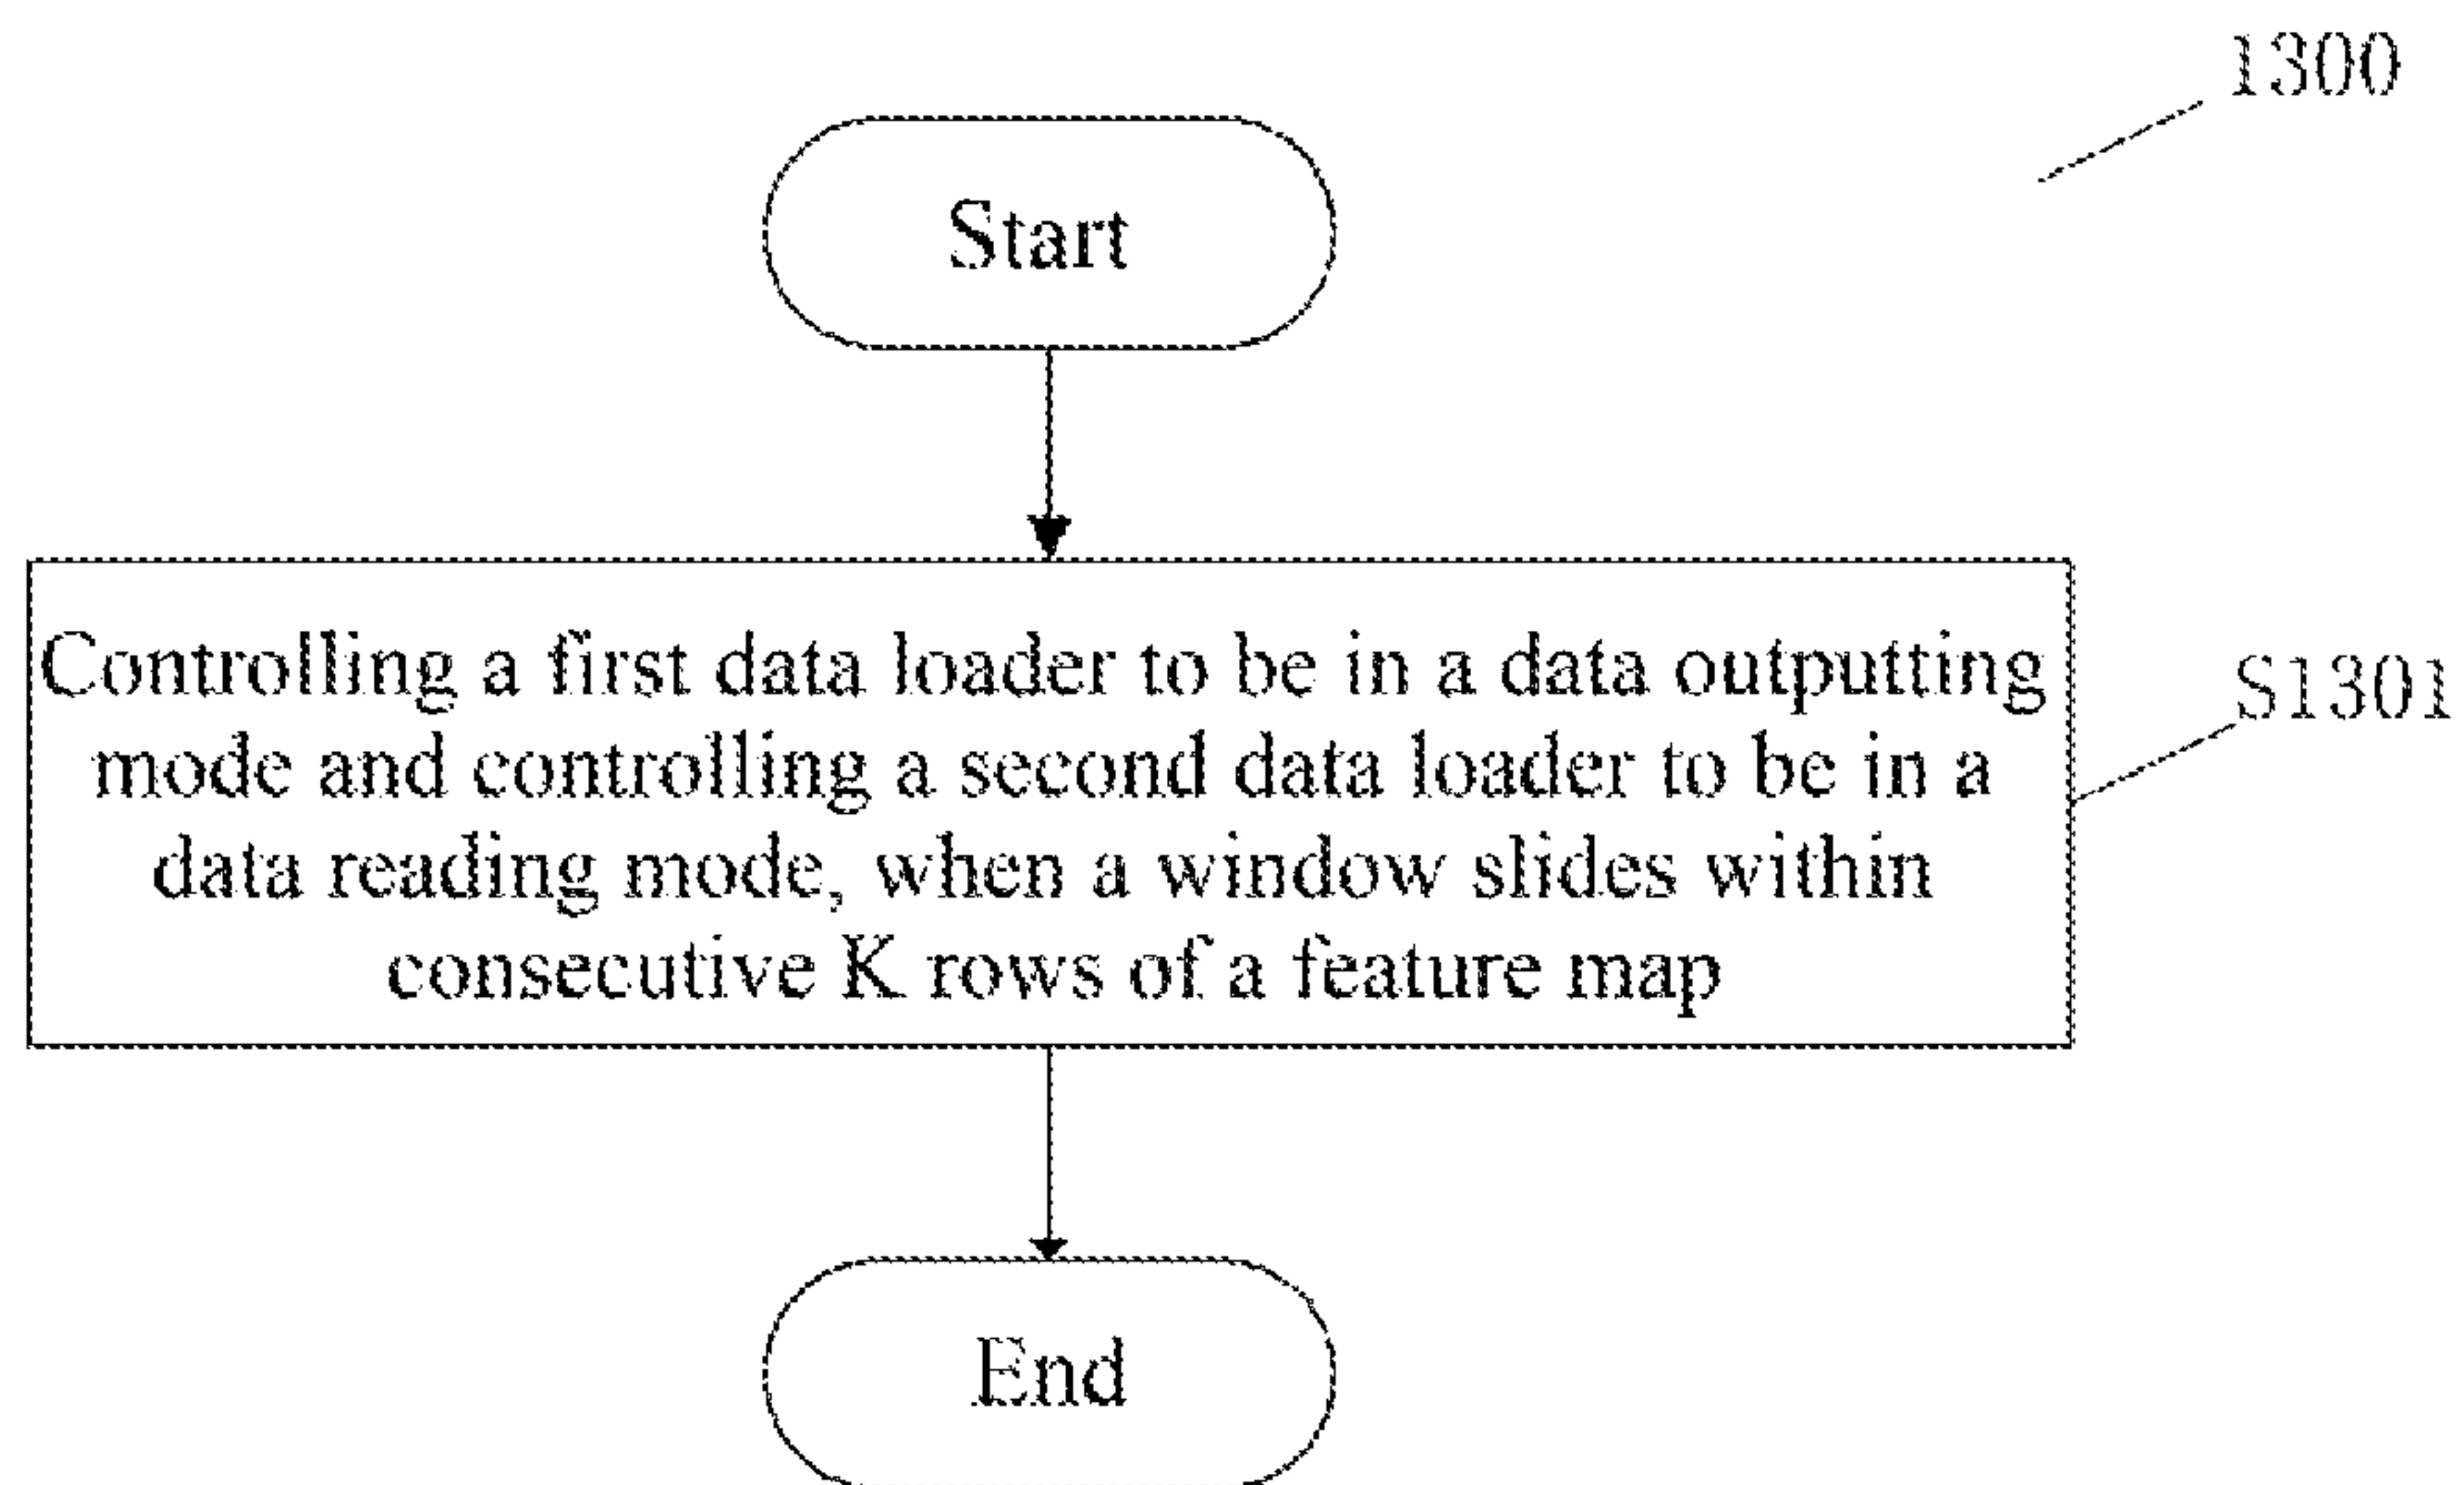 1300
Start
Controlling a first data loader to be in a data outputting
mode and controlling a second data loader to be in a
data reading mode, when a window slides within
consecutive K rows of a feature map
S1301
End